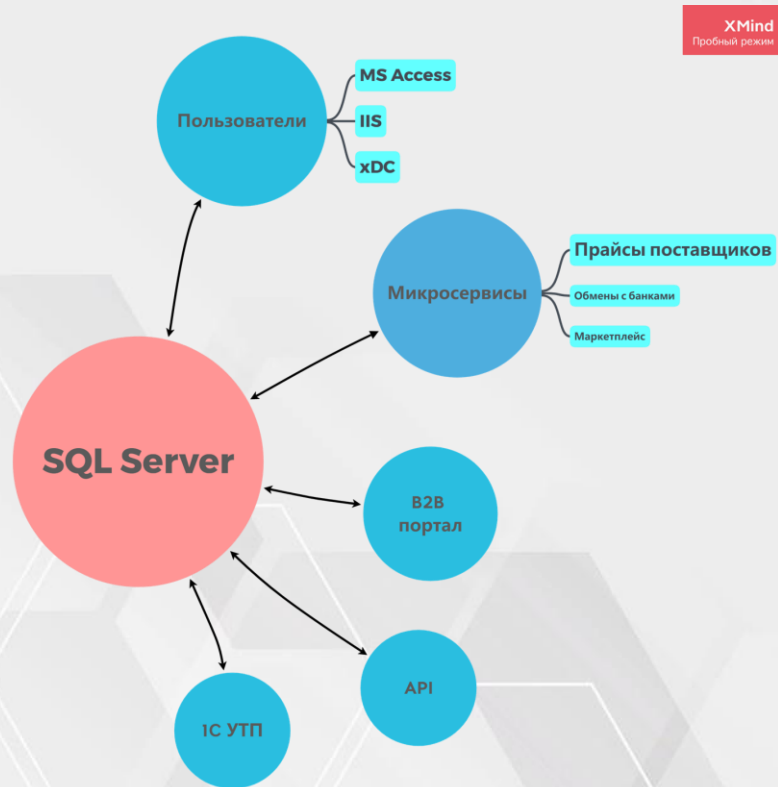 XMind
Пробный режим
Пользователи
MS Access
IIS
xDC
Микросервисы
Прайсы поставщиков
Обмены с банками
Маркетплейс
SQL Server
B2B
портал
API
1С УТП